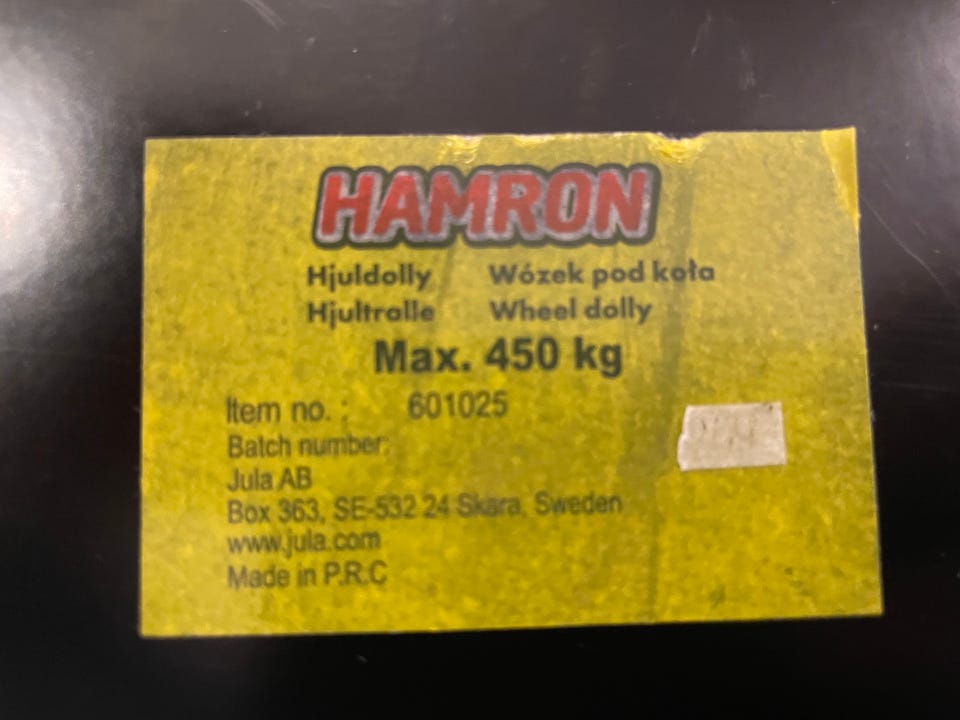 HAMRON
Hjuldolly Wózek pod koła
Hjultralle Wheel dolly
Max. 450 kg
Item no. : 601025
Batch number:
Jula AB
Box 363, SE-532 24 Skara, Sweden
www.jula.com
Made in P.R.C